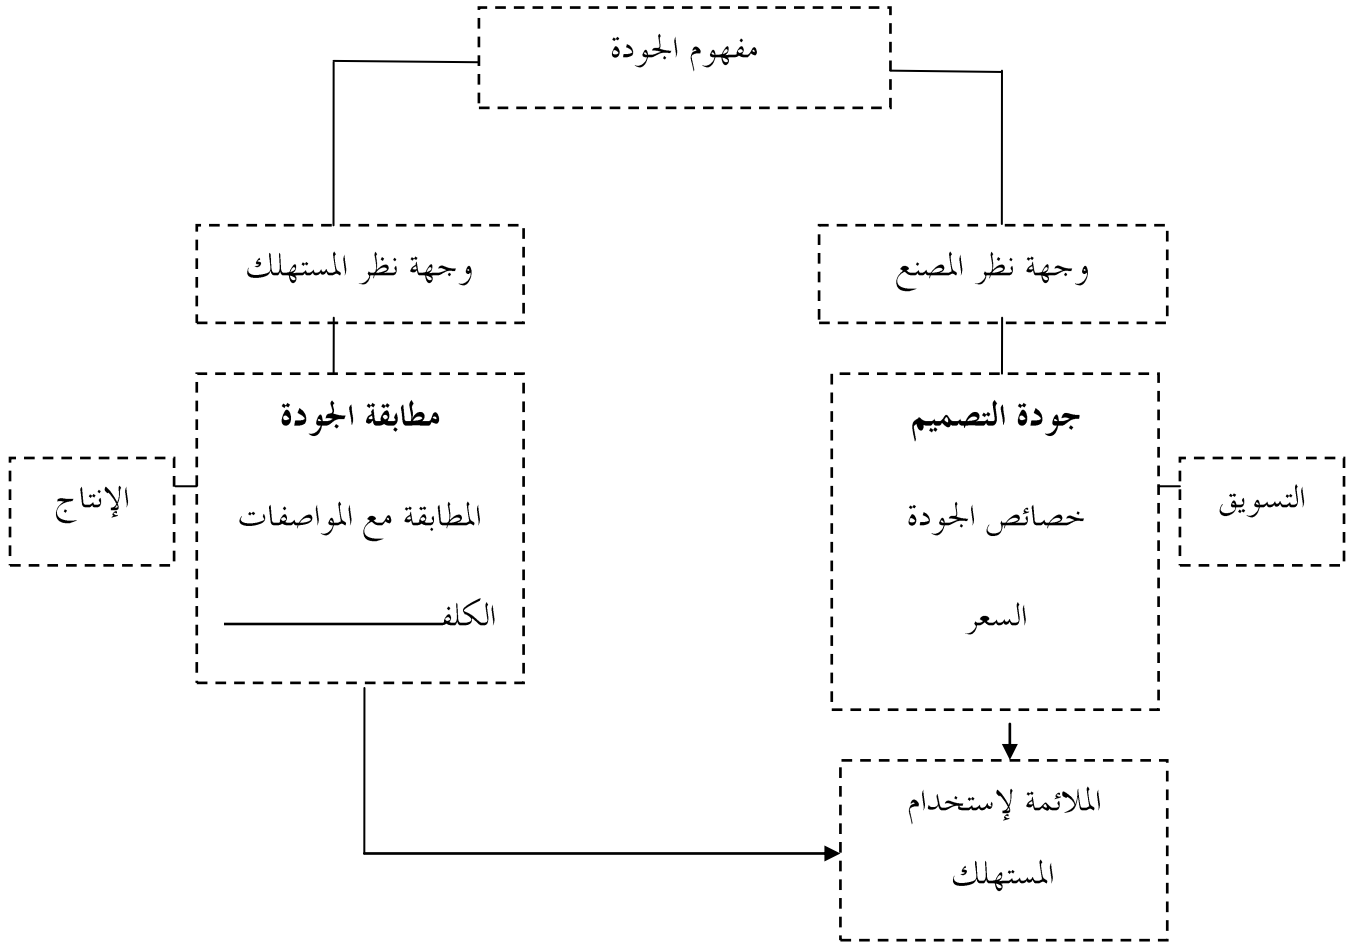 مفهوم الجودة
وجهة نظر المصنع
وجهة نظر المستهلك
جودة التصميم
خصائص الجودة
السعر
التسويق
مطابقة الجودة
المطابقة مع المواصفات
الكلفـ
الإنتاج
الملائمة لإستخدام
المستهلك